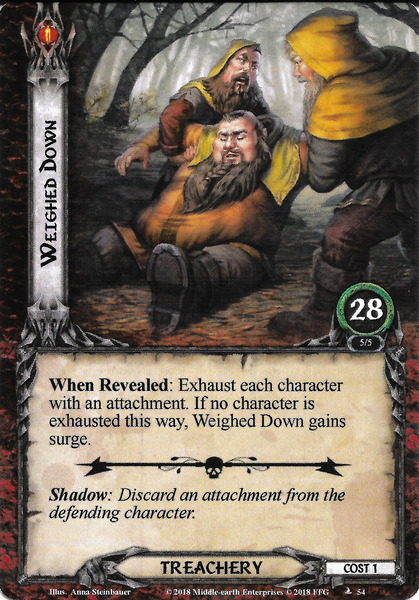 WEIGHED DOWN
28
5/5
When Revealed: Exhaust each character
with an attachment. If no character is
exhausted this way, Weighed Down gains
surge.
Shadow: Discard an attachment from the
defending character.
TREACHERY
COST 1
Illus. Anna Steinbauer
© 2018 Middle-earth Enterprises © 2018 FFG
54